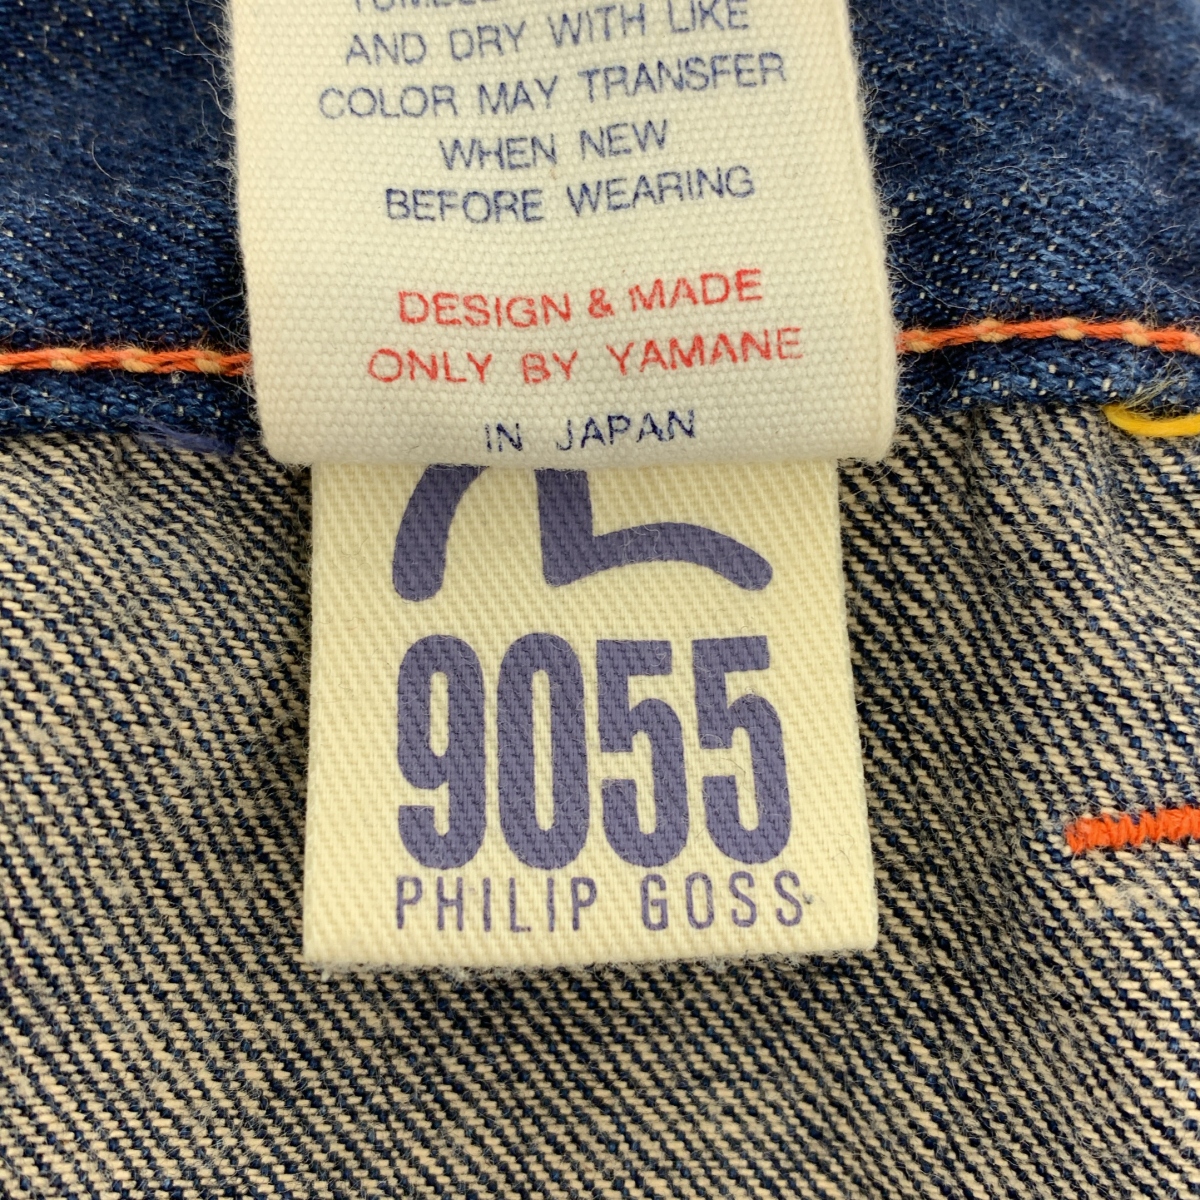 AND DRY WITH LIKE
COLOR MAY TRANSFER
WHEN NEW
BEFORE WEARING
DESIGN & MADE
ONLY BY YAMANE
IN JAPAN
9055
PHILIP GOSS